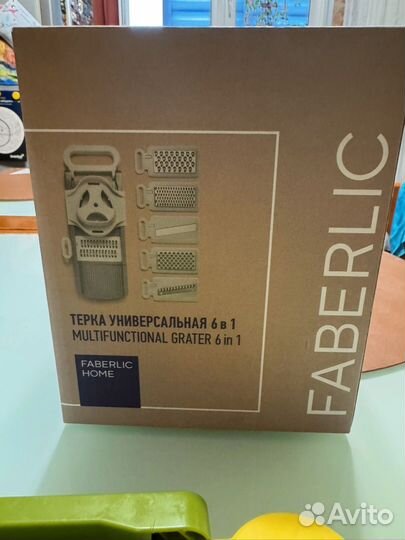 ТЕРКА УНИВЕРСАЛЬНАЯ 6 в 1
MULTIFUNCTIONAL GRATER 6 in 1
FABERLIC
HOME
FABERLIC
Avito